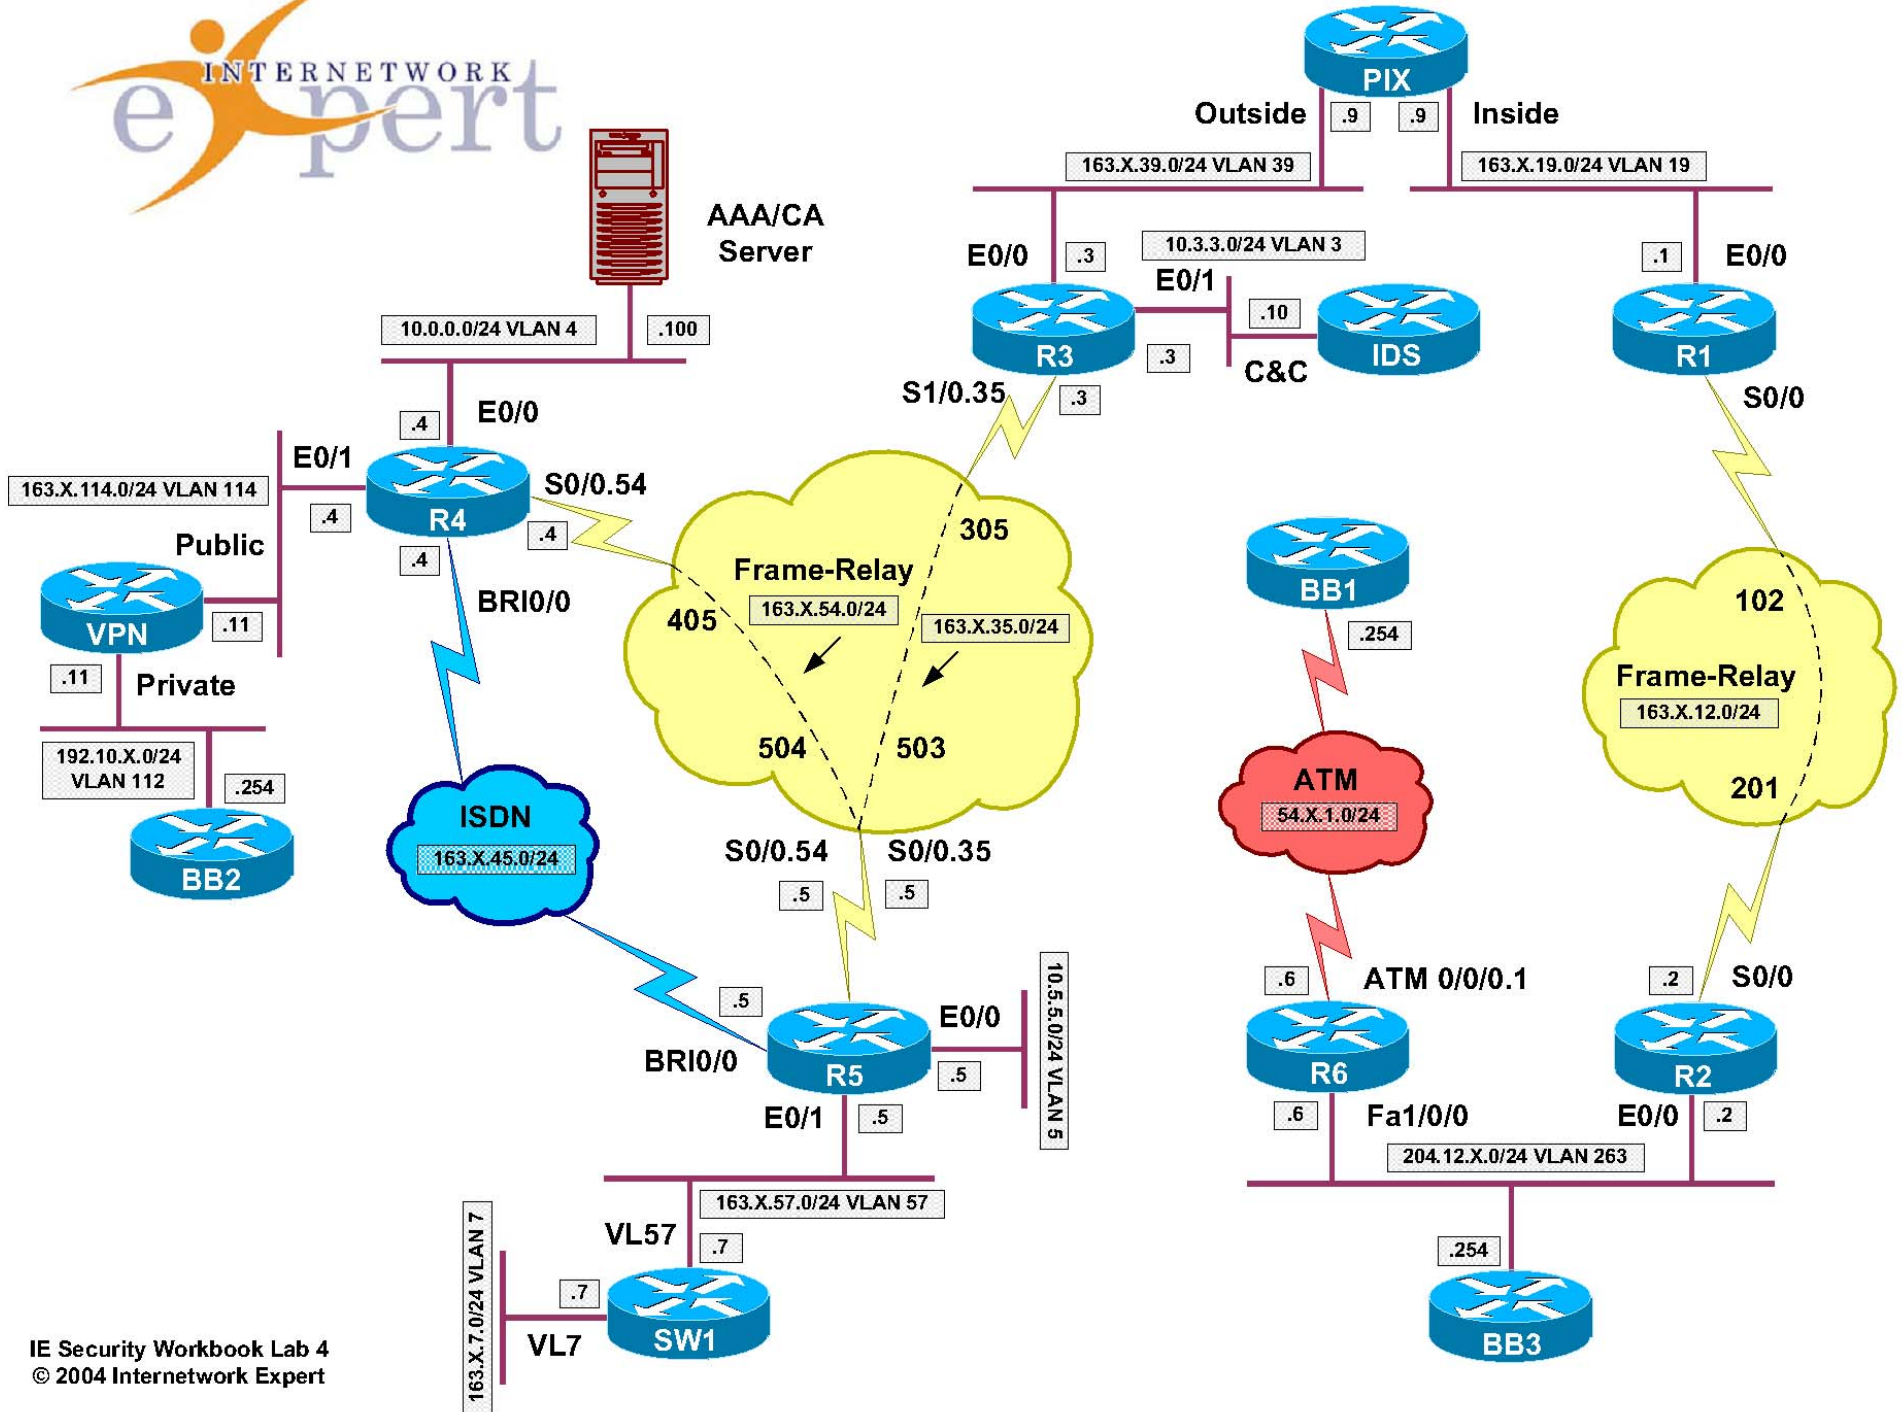 INTERNETWORK
eXpert
PIX
Outside
.9
.9
Inside
163.X.39.0/24 VLAN 39
163.X.19.0/24 VLAN 19
AAA/CA
Server
10.0.0.0/24 VLAN 4
.100
E0/0
.3
10.3.3.0/24 VLAN 3
E0/1
.10
R3
.3
IDS
C&C
.1
E0/0
R1
S1/0.35
.3
S0/0
.4
E0/0
E0/1
163.X.114.0/24 VLAN 114
.4
R4
S0/0.54
.4
.4
Public
VPN
.11
.11
Private
BRI0/0
192.10.X.0/24
VLAN 112
.254
BB2
ISDN
163.X.45.0/24
305
Frame-Relay
163.X.54.0/24
405
163.X.35.0/24
504
503
S0/0.54
S0/0.35
.5
.5
BB1
.254
ATM
54.X.1.0/24
102
Frame-Relay
163.X.12.0/24
201
.6
ATM 0/0/0.1
.2
S0/0
.5
BRI0/0
R5
E0/0
.5
10.5.5.0/24 VLAN 5
E0/1
.5
R6
.6
Fa1/0/0
R2
E0/0
.2
204.12.X.0/24 VLAN 263
163.X.57.0/24 VLAN 57
VL57
.7
163.X.7.0/24 VLAN 7
.7
VL7
SW1
.254
BB3
IE Security Workbook Lab 4
© 2004 Internetwork Expert